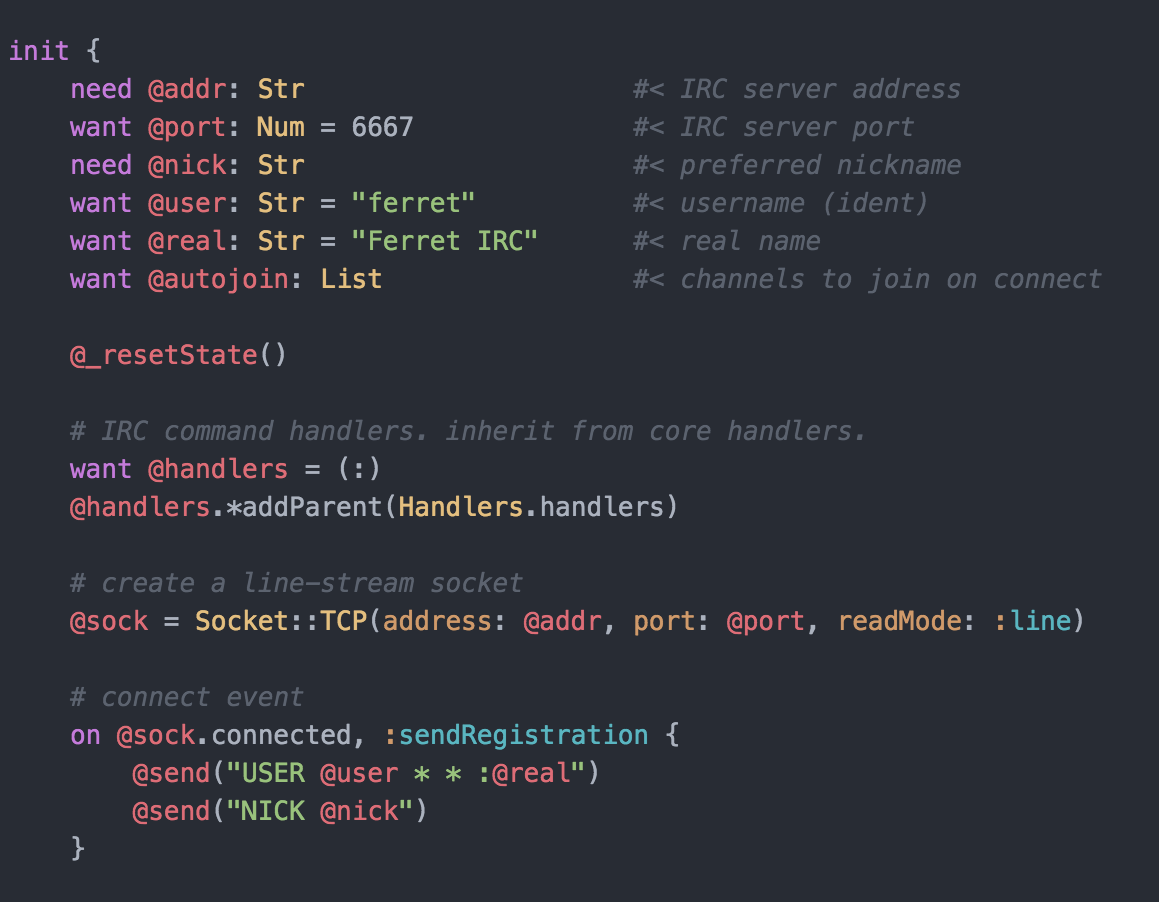 init {
    need @addr: Str                     #< IRC server address
    want @port: Num = 6667              #< IRC server port
    need @nick: Str                     #< preferred nickname
    want @user: Str = "ferret"          #< username (ident)
    want @real: Str = "Ferret IRC"      #< real name
    want @autojoin: List                #< channels to join on connect

    @_resetState()

    # IRC command handlers. inherit from core handlers.
    want @handlers = (:)
    @handlers.*addParent(Handlers.handlers)

    # create a line-stream socket
    @sock = Socket::TCP(address: @addr, port: @port, readMode: :line)

    # connect event
    on @sock.connected, :sendRegistration {
        @send("USER @user * * :@real")
        @send("NICK @nick")
    }